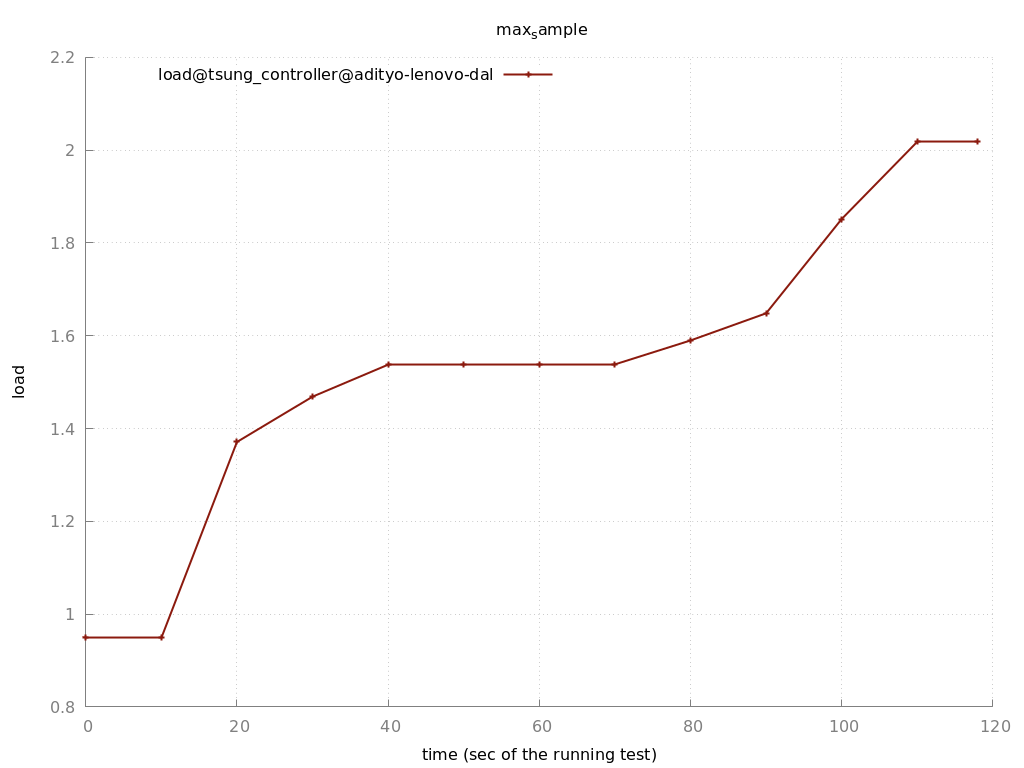 max_sample
load@tsung_controller@adityo-lenovo-dal
2.2
2
1.8
1.6
1.4
1.2
1
0.8
load
0 20 40 60 80 100 120
time (sec of the running test)